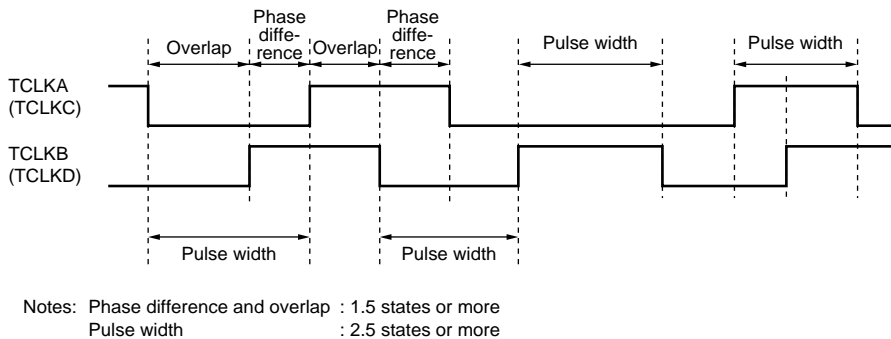 Phase
diffe-
rence
Phase
diffe-
rence
Overlap
Overlap
Pulse width
Pulse width
TCLKA
(TCLKC)
TCLKB
(TCLKD)
Pulse width
Pulse width
Notes: Phase difference and overlap : 1.5 states or more
Pulse width : 2.5 states or more